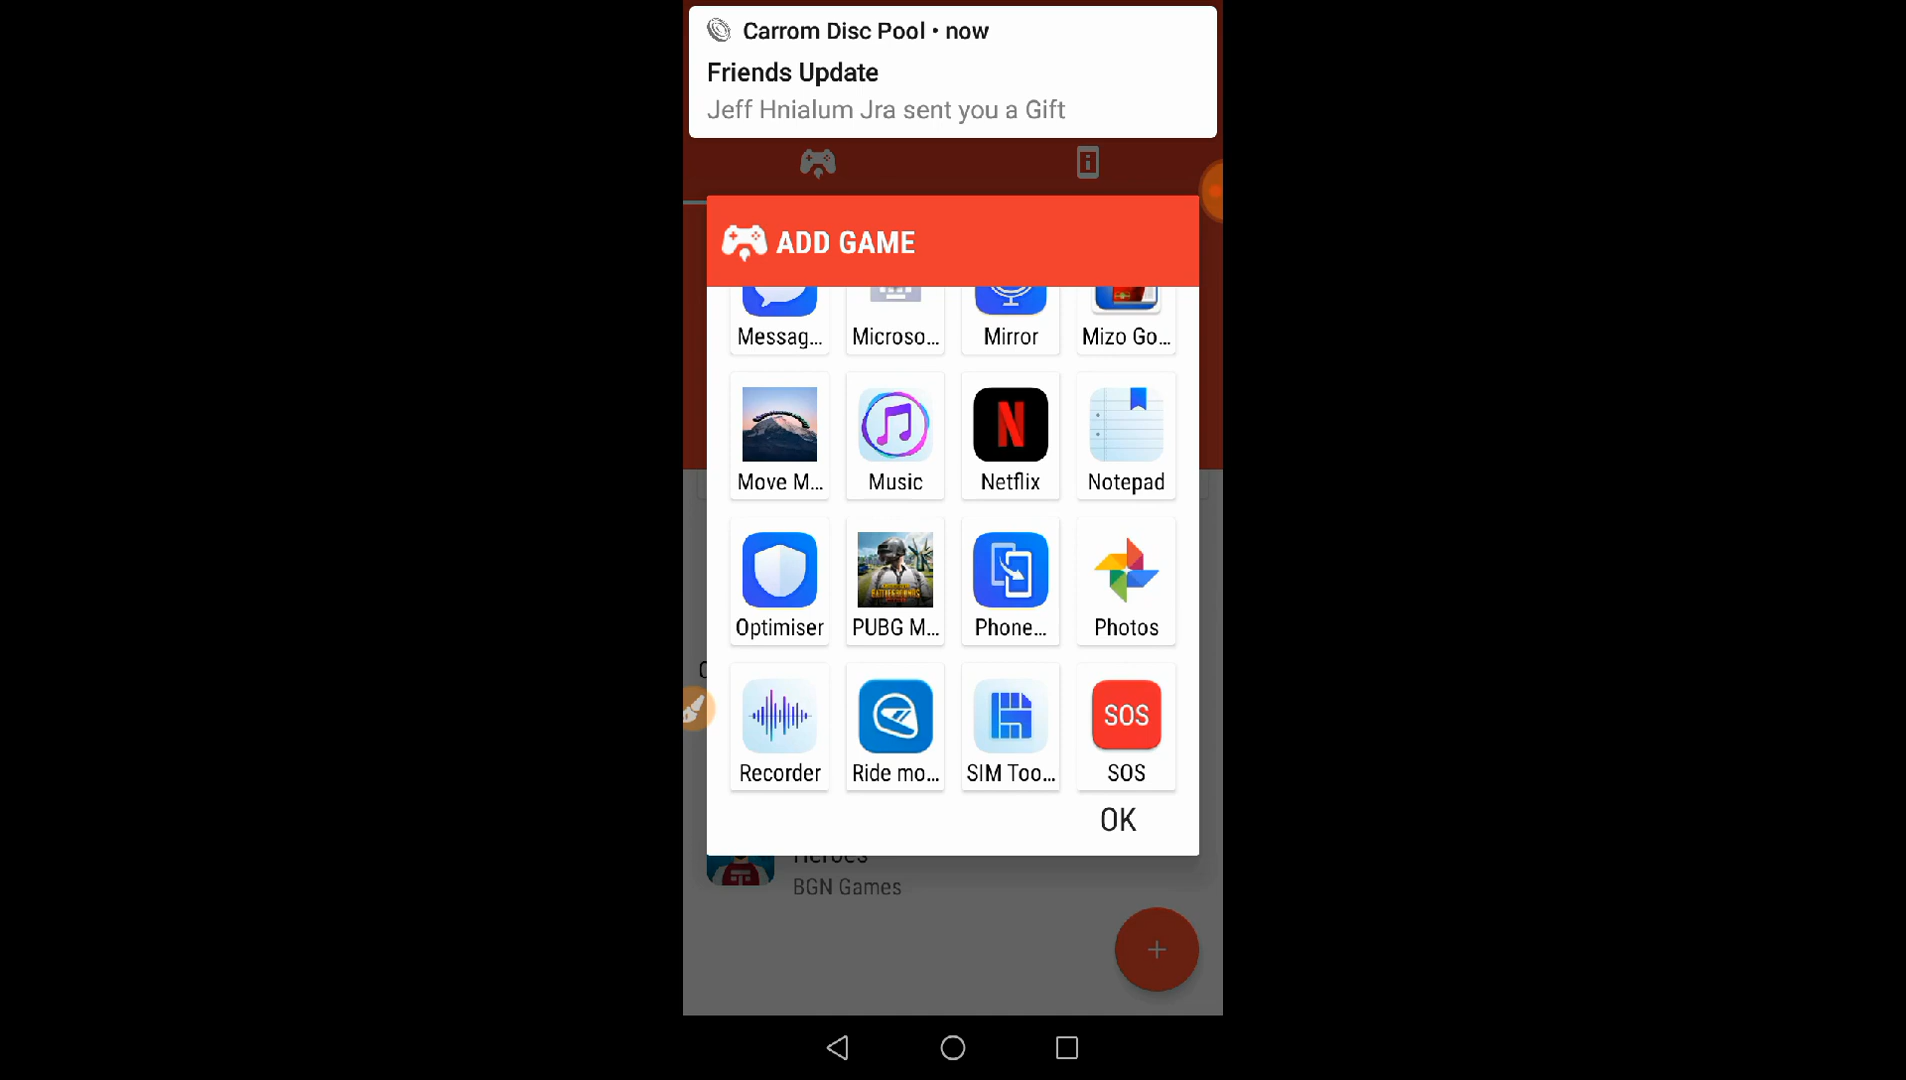 Carrom Disc Pool • now
Friends Update
Jeff Hnialum Jra sent you a Gift
ADD GAME
Messag... Microso... Mirror Mizo Go...
Move M... Music Netflix Notepad
Optimiser PUBG M... Phone... Photos
Recorder Ride mo... SIM Too... SOS
SOS
OK
Heroes
BGN Games